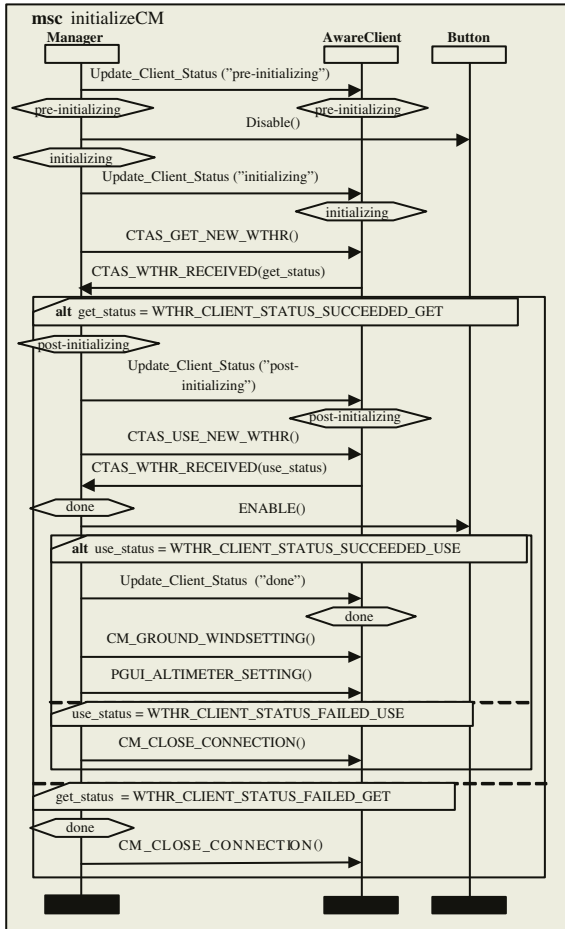 msc initializeCM
Manager AwareClient Button
Update_Client_Status ("pre-initializing")
pre-initializing pre-initializing
Disable()
initializing
Update_Client_Status ("initializing")
initializing
CTAS_GET_NEW_WTHR()
CTAS_WTHR_RECEIVED(get_status)
alt get_status = WTHR_CLIENT_STATUS_SUCCEEDED_GET
post-initializing
Update_Client_Status ("post-
initializing")
post-initializing
CTAS_USE_NEW_WTHR()
CTAS_WTHR_RECEIVED(use_status)
done
ENABLE()
alt use_status = WTHR_CLIENT_STATUS_SUCCEEDED_USE
Update_Client_Status ("done")
done
CM_GROUND_WINDSETTING()
PGUI_ALTIMETER_SETTING()
use_status = WTHR_CLIENT_STATUS_FAILED_USE
CM_CLOSE_CONNECTION()
get_status = WTHR_CLIENT_STATUS_FAILED_GET
done
CM_CLOSE_CONNECTION()